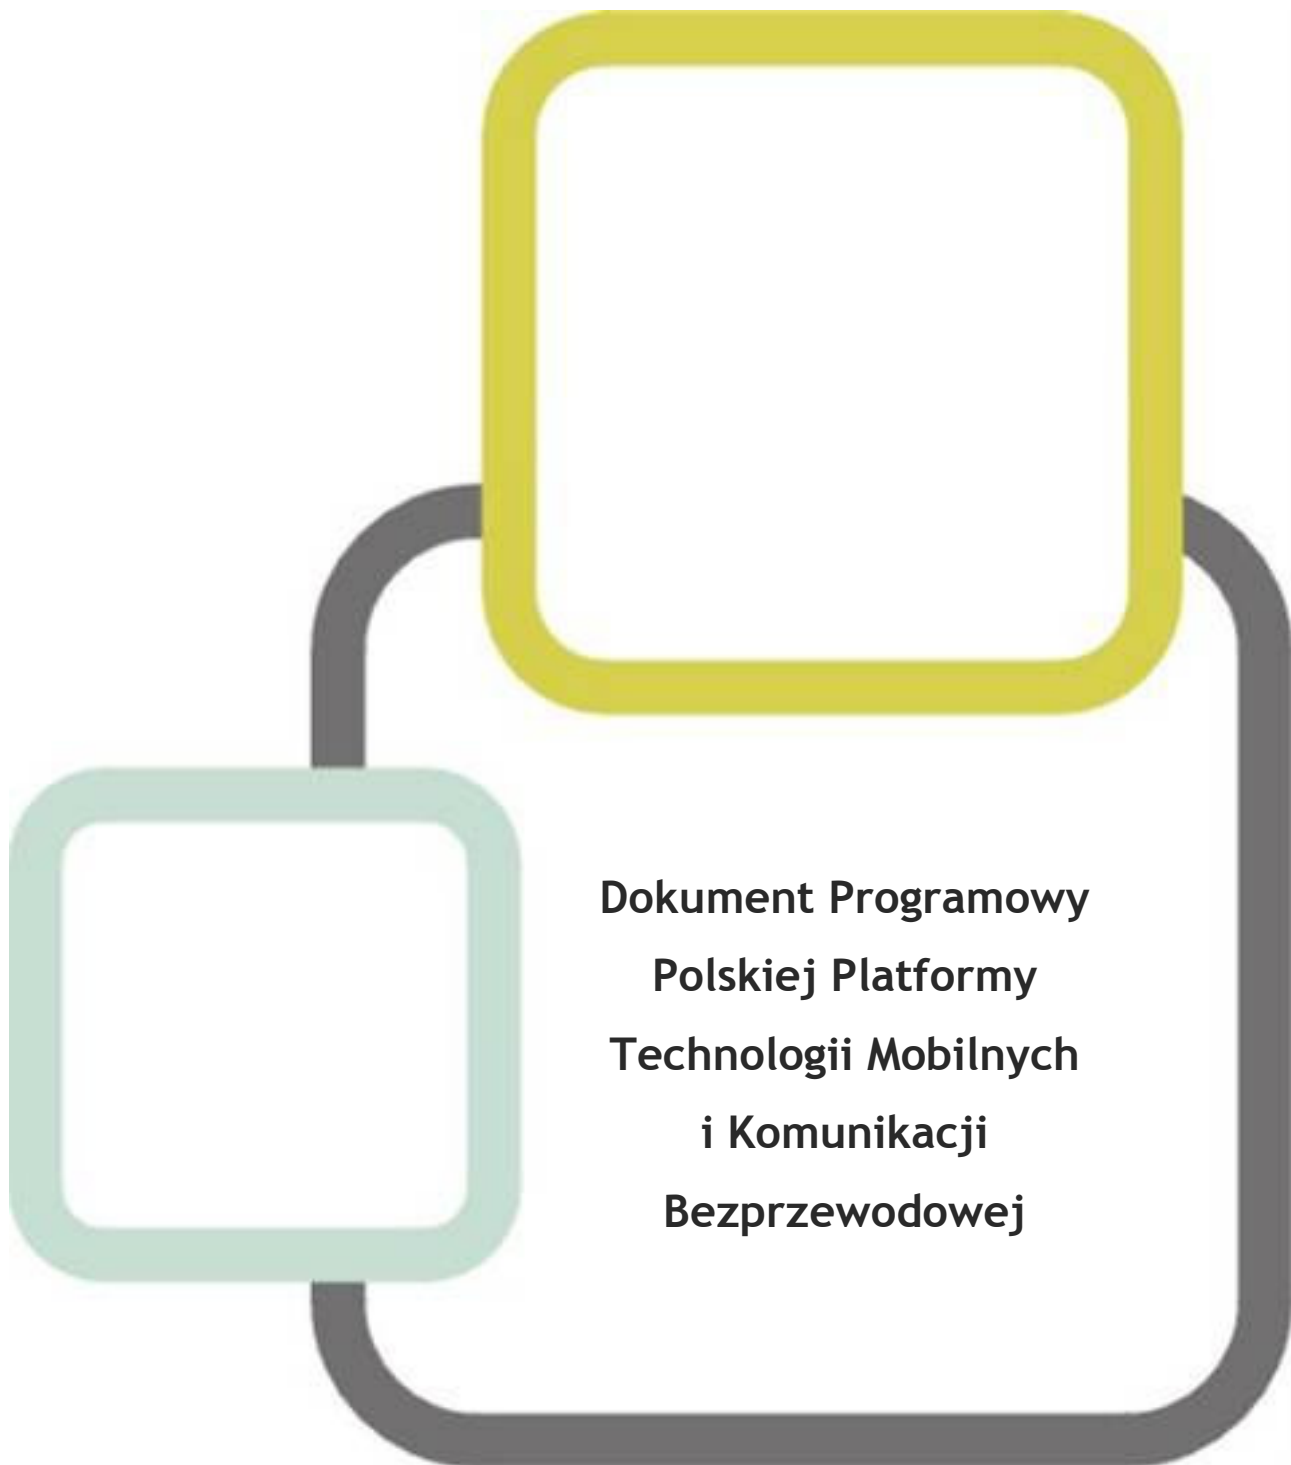 Dokument Programowy
Polskiej Platformy
Technologii Mobilnych
i Komunikacji
Bezprzewodowej